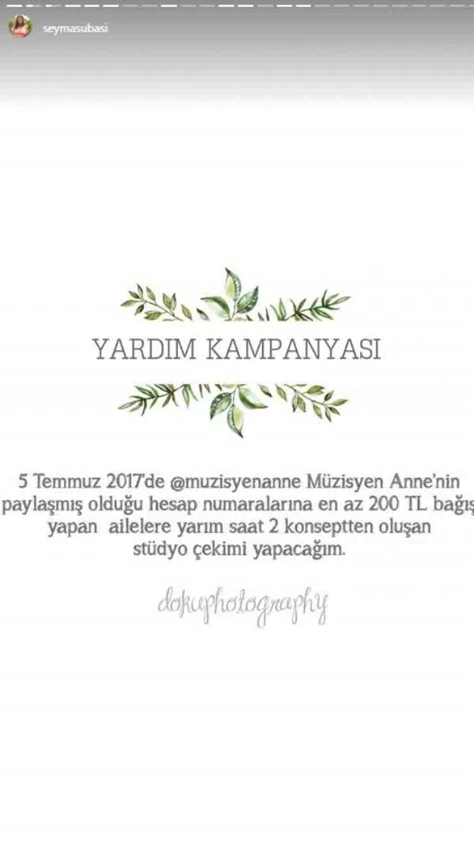 seymasubasi
YARDIM KAMPANYASI
5 Temmuz 2017'de @muzisyenanne Müzisyen Anne'nin
paylaşmış olduğu hesap numaralarına en az 200 TL bağış
yapan ailelere yarım saat 2 konseptten oluşan
stüdyo çekimi yapacağım.
dokuphotography